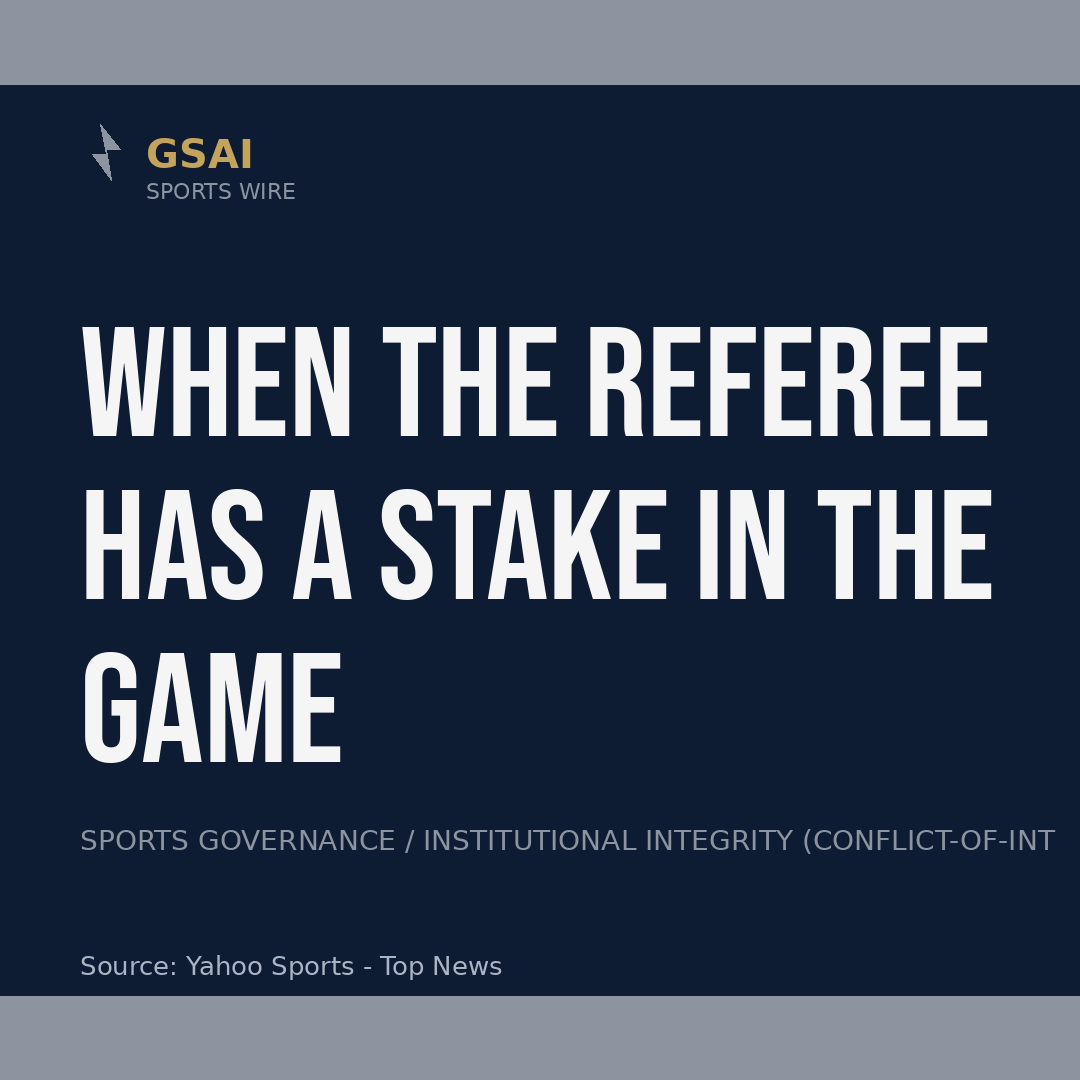 GSAI
SPORTS WIRE
WHEN THE REFEREE
HAS A STAKE IN THE
GAME
SPORTS GOVERNANCE / INSTITUTIONAL INTEGRITY (CONFLICT-OF-INT
Source: Yahoo Sports - Top News